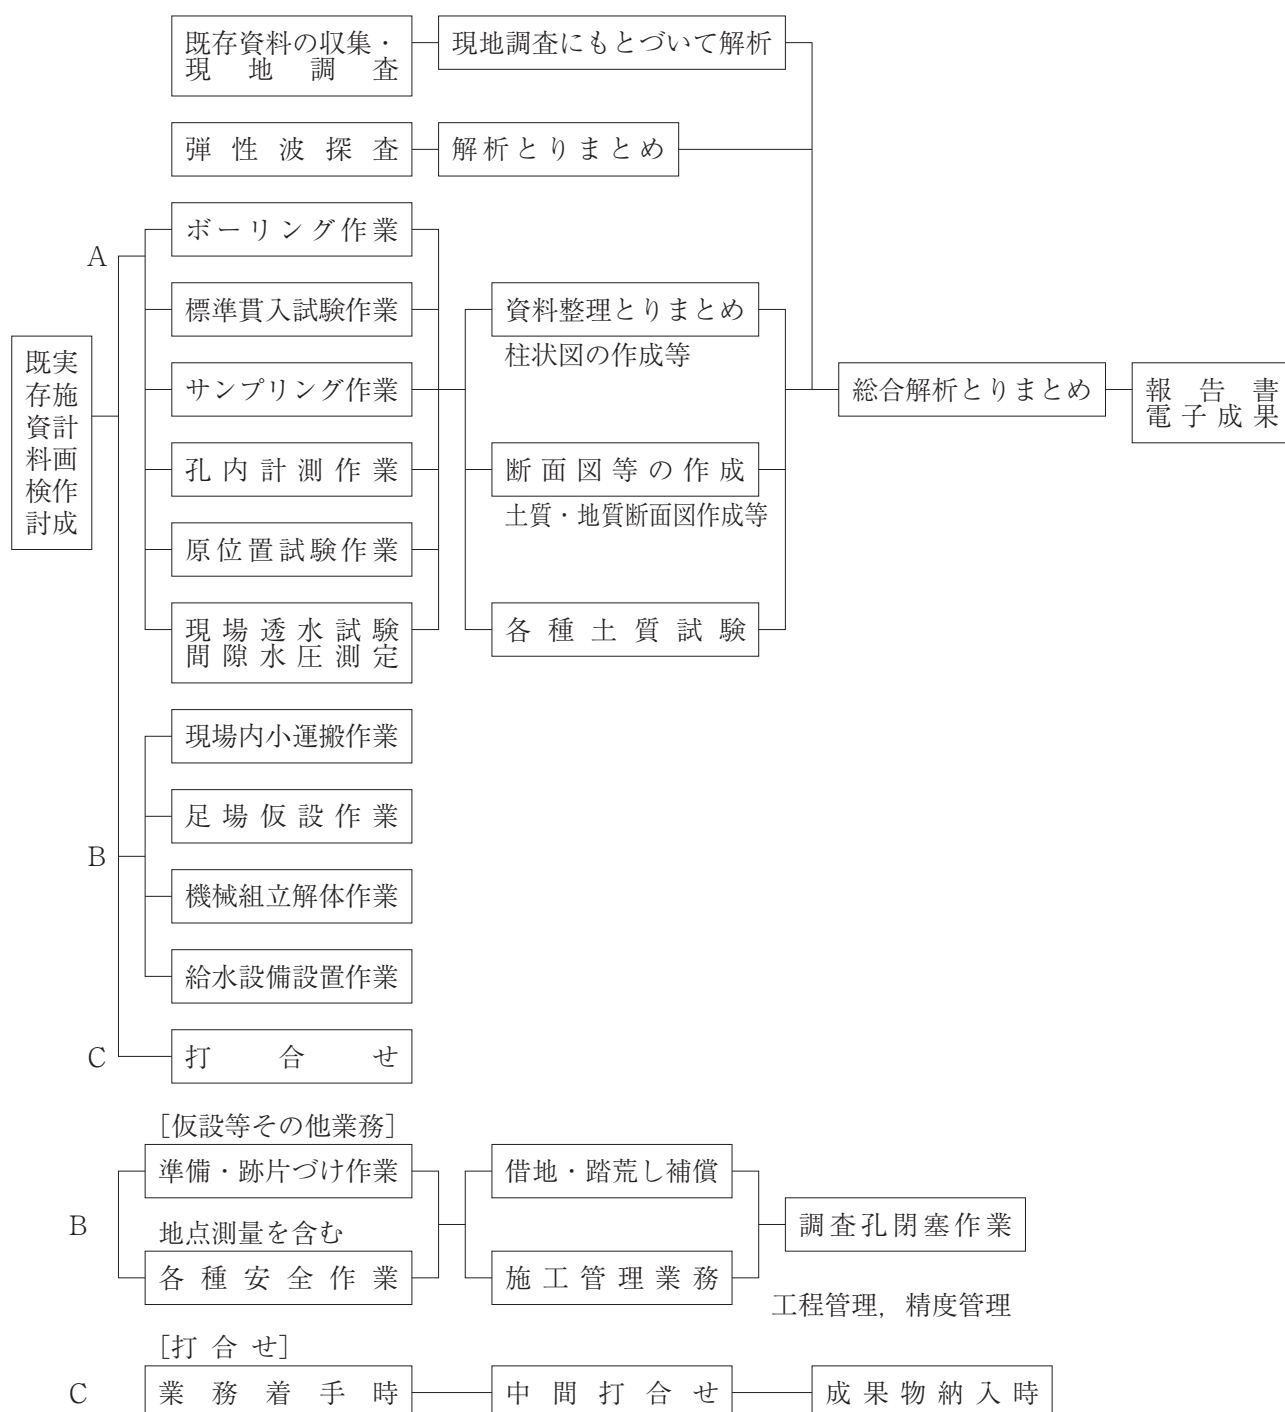 既存資料の収集・
現地調査
現地調査にもとづいて解析
弾性波探査
解析とりまとめ
A
ボーリング作業
標準貫入試験作業
資料整理とりまとめ
柱状図の作成等
実施計画作成
既存資料検討
サンプリング作業
総合解析とりまとめ
報告書
電子成果
孔内計測作業
断面図等の作成
土質・地質断面図作成等
原位置試験作業
現場透水試験
間隙水圧測定
各種土質試験
現場内小運搬作業
足場仮設作業
B
機械組立解体作業
給水設備設置作業
C
打合せ
[仮設等その他業務]
準備・跡片づけ作業
借地・踏荒し補償
B
地点測量を含む
調査孔閉塞作業
各種安全作業
施工管理業務
工程管理，精度管理
[打合せ]
C
業務着手時
中間打合せ
成果物納入時